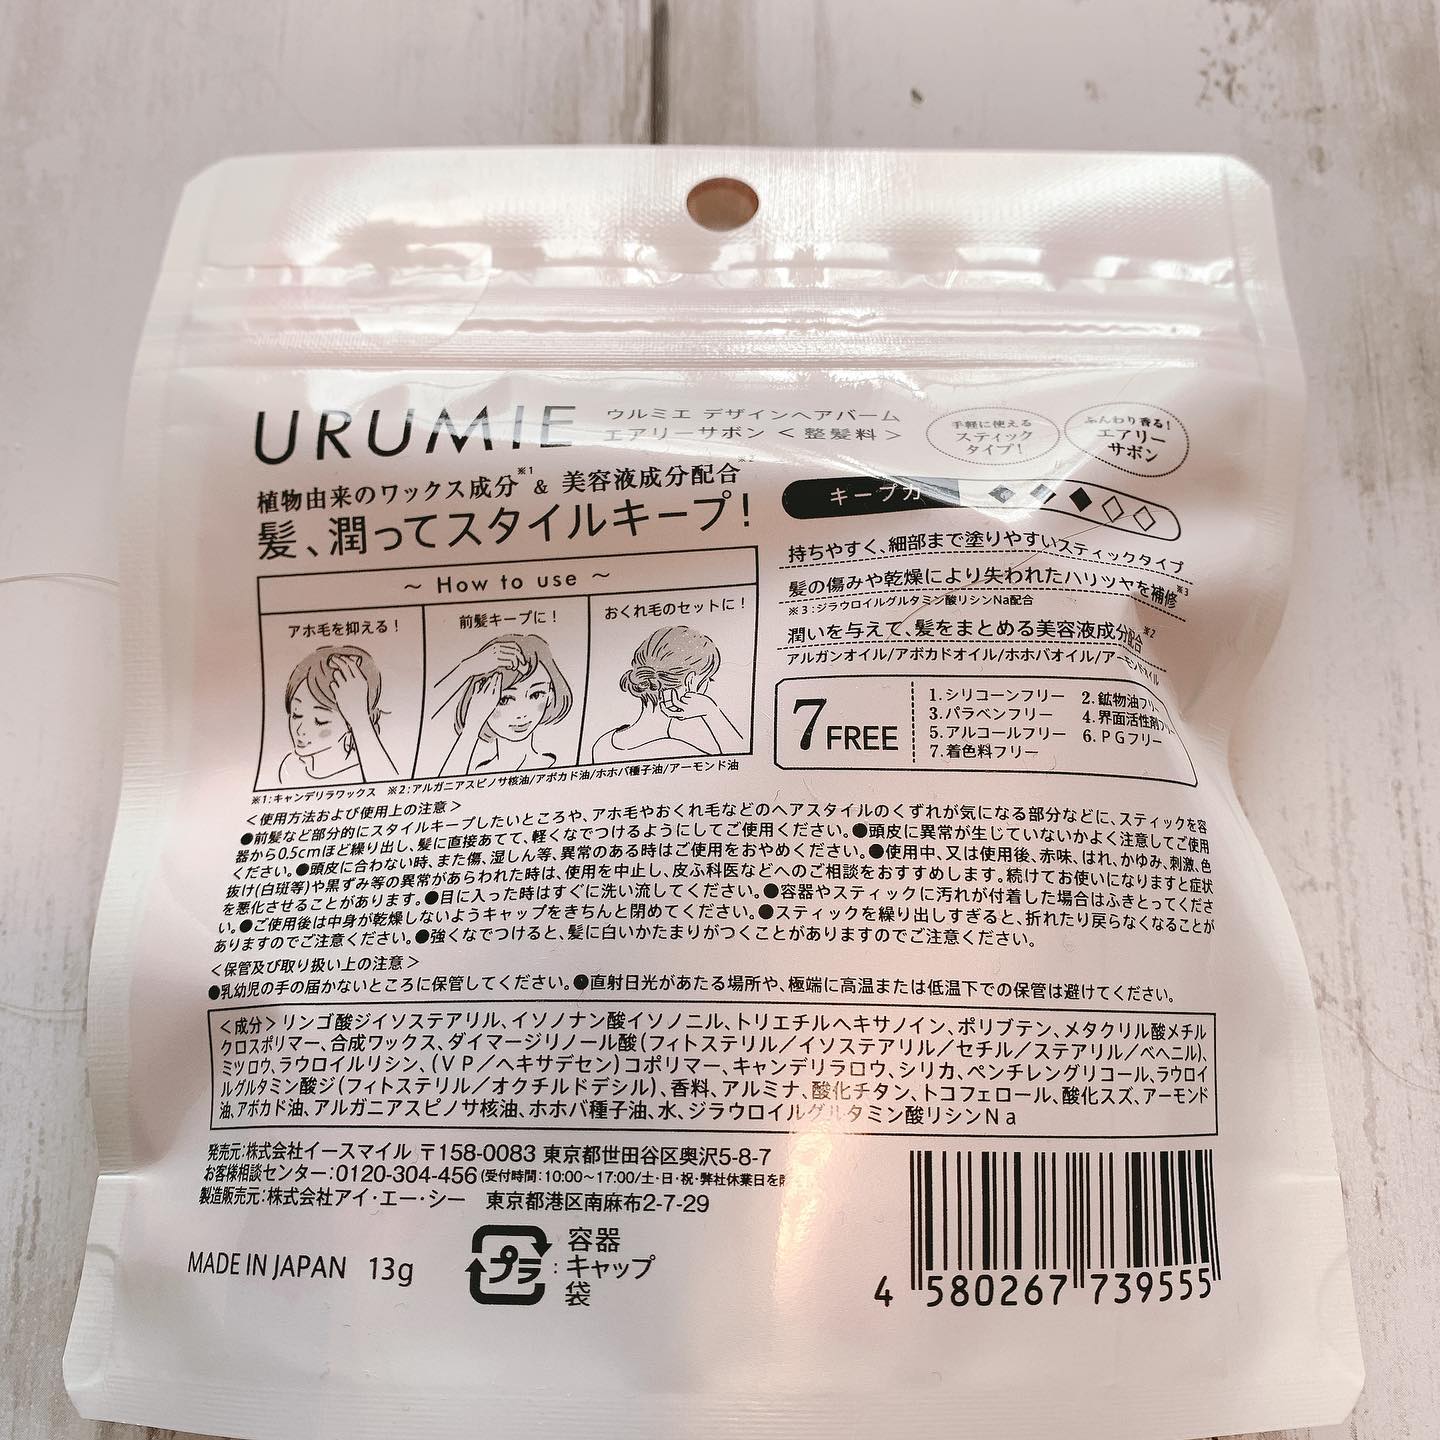 URUMIE
ウルミエ デザインヘアバーム
エアリーサボン＜整髪料＞
手軽に使える
スティック
タイプ！
ふんわり香る！
エアリー
サボン
植物由来のワックス成分※1 & 美容液成分配合※2
髪、潤ってスタイルキープ！
キープ力
～ How to use ～
アホ毛を抑える！
前髪キープに！
おくれ毛のセットに！
※1：キャンデリラワックス ※2：アルガニアスピノサ核油/アボカド油/ホホバ種子油/アーモンド油
持ちやすく、細部まで塗りやすいスティックタイプ
髪の傷みや乾燥により失われたハリツヤを補修※3
※3：ジラウロイルグルタミン酸リシンNa配合
潤いを与えて、髪をまとめる美容液成分配合※2
アルガンオイル/アボカドオイル/ホホバオイル/アーモンドオイル
7FREE
1.シリコーンフリー 2.鉱物油フリー
3.パラベンフリー 4.界面活性剤フリー
5.アルコールフリー 6.PGフリー
7.着色料フリー
＜使用方法および使用上の注意＞
●前髪など部分的にスタイルキープしたいところや、アホ毛やおくれ毛などのヘアスタイルのくずれが気になる部分などに、スティックを容
器から0.5cmほど繰り出し、髪に直接あてて、軽くなでつけるようにしてご使用ください。●頭皮に異常が生じていないかよく注意してご使用
ください。●頭皮に合わない時、また傷、湿しん等、異常のある時はご使用をおやめください。●使用中、又は使用後、赤味、はれ、かゆみ、刺激、色
抜け(白斑等)や黒ずみ等の異常があらわれた時は、使用を中止し、皮ふ科医などへのご相談をおすすめします。続けてお使いになりますと症状
を悪化させることがあります。●目に入った時はすぐに洗い流してください。●容器やスティックに汚れが付着した場合はふきとってくださ
い。●ご使用後は中身が乾燥しないようキャップをきちんと閉めてください。●スティックを繰り出しすぎると、折れたり戻らなくなることが
ありますのでご注意ください。●強くなでつけると、髪に白いかたまりがつくことがありますのでご注意ください。
＜保管及び取り扱い上の注意＞
●乳幼児の手の届かないところに保管してください。●直射日光があたる場所や、極端に高温または低温下での保管は避けてください。
＜成分＞リンゴ酸ジイソステアリル、イソノナン酸イソノニル、トリエチルヘキサノイン、ポリブテン、メタクリル酸メチル
クロスポリマー、合成ワックス、ダイマージリノール酸(フィトステリル／イソステアリル／セチル／ステアリル／ベヘニル)、
ミツロウ、ラウロイルリシン、(VP／ヘキサデセン)コポリマー、キャンデリラロウ、シリカ、ペンチレングリコール、ラウロイ
ルグルタミン酸ジ(フィトステリル／オクチルドデシル)、香料、アルミナ、酸化チタン、トコフェロール、酸化スズ、アーモンド
油、アボカド油、アルガニアスピノサ核油、ホホバ種子油、水、ジラウロイルグルタミン酸リシンNa
発売元：株式会社イースマイル 〒158-0083 東京都世田谷区奥沢5-8-7
お客様相談センター：0120-304-456(受付時間：10:00～17:00/土・日・祝・弊社休業日を
製造販売元：株式会社アイ・エー・シー 東京都港区南麻布2-7-29
MADE IN JAPAN 13g
プラ
：
容器
キャップ
袋
4 580267 739555